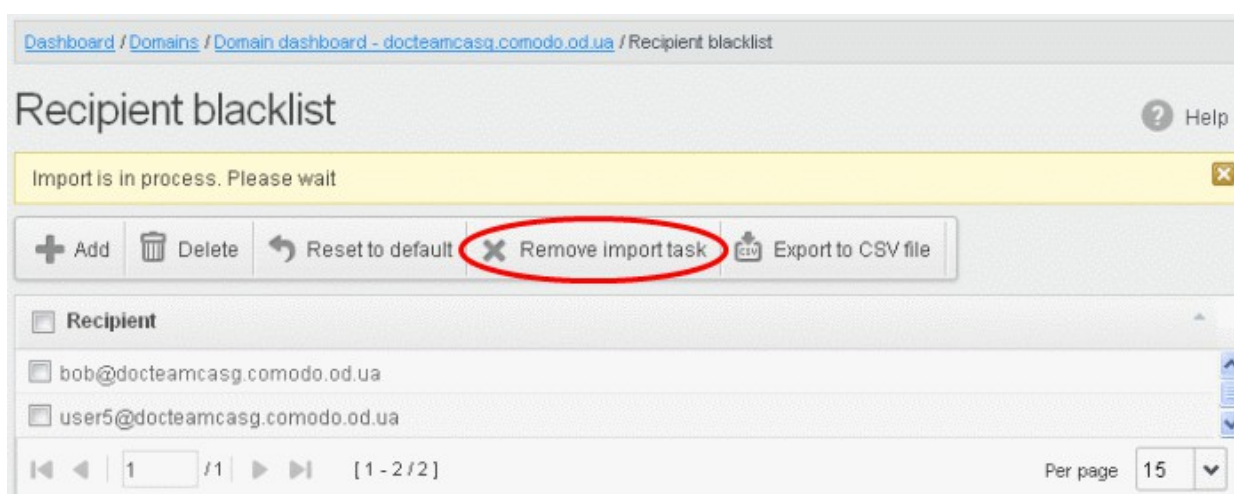 Dashboard / Domains / Domain dashboard - docteamcasg.comodo.od.ua / Recipient blacklist
Recipient blacklist
Help
Import is in process. Please wait
Add Delete Reset to default Remove import task CSV Export to CSV file
Recipient
bob@docteamcasg.comodo.od.ua
user5@docteamcasg.comodo.od.ua
1 /1 [1 - 2 / 2] Per page 15